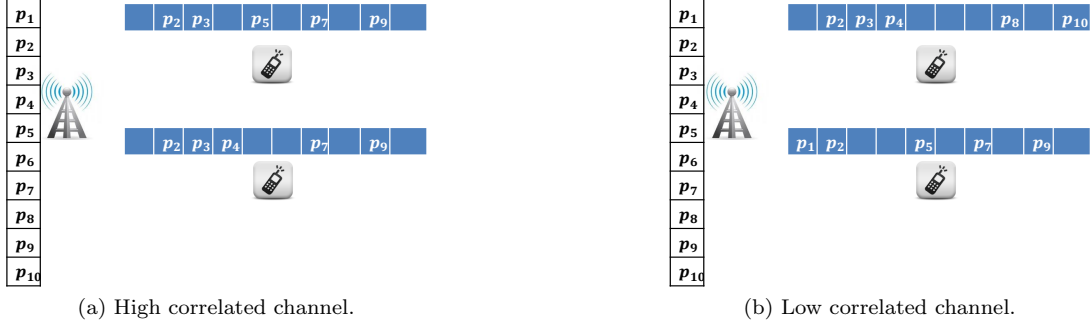 p1
p2
p3
p4
p5
p6
p7
p8
p9
p10
p2 p3 p5 p7 p9
p2 p3 p4 p7 p9
(a) High correlated channel.
p1
p2
p3
p4
p5
p6
p7
p8
p9
p10
p2 p3 p4 p8 p10
p1 p2 p5 p7 p9
(b) Low correlated channel.